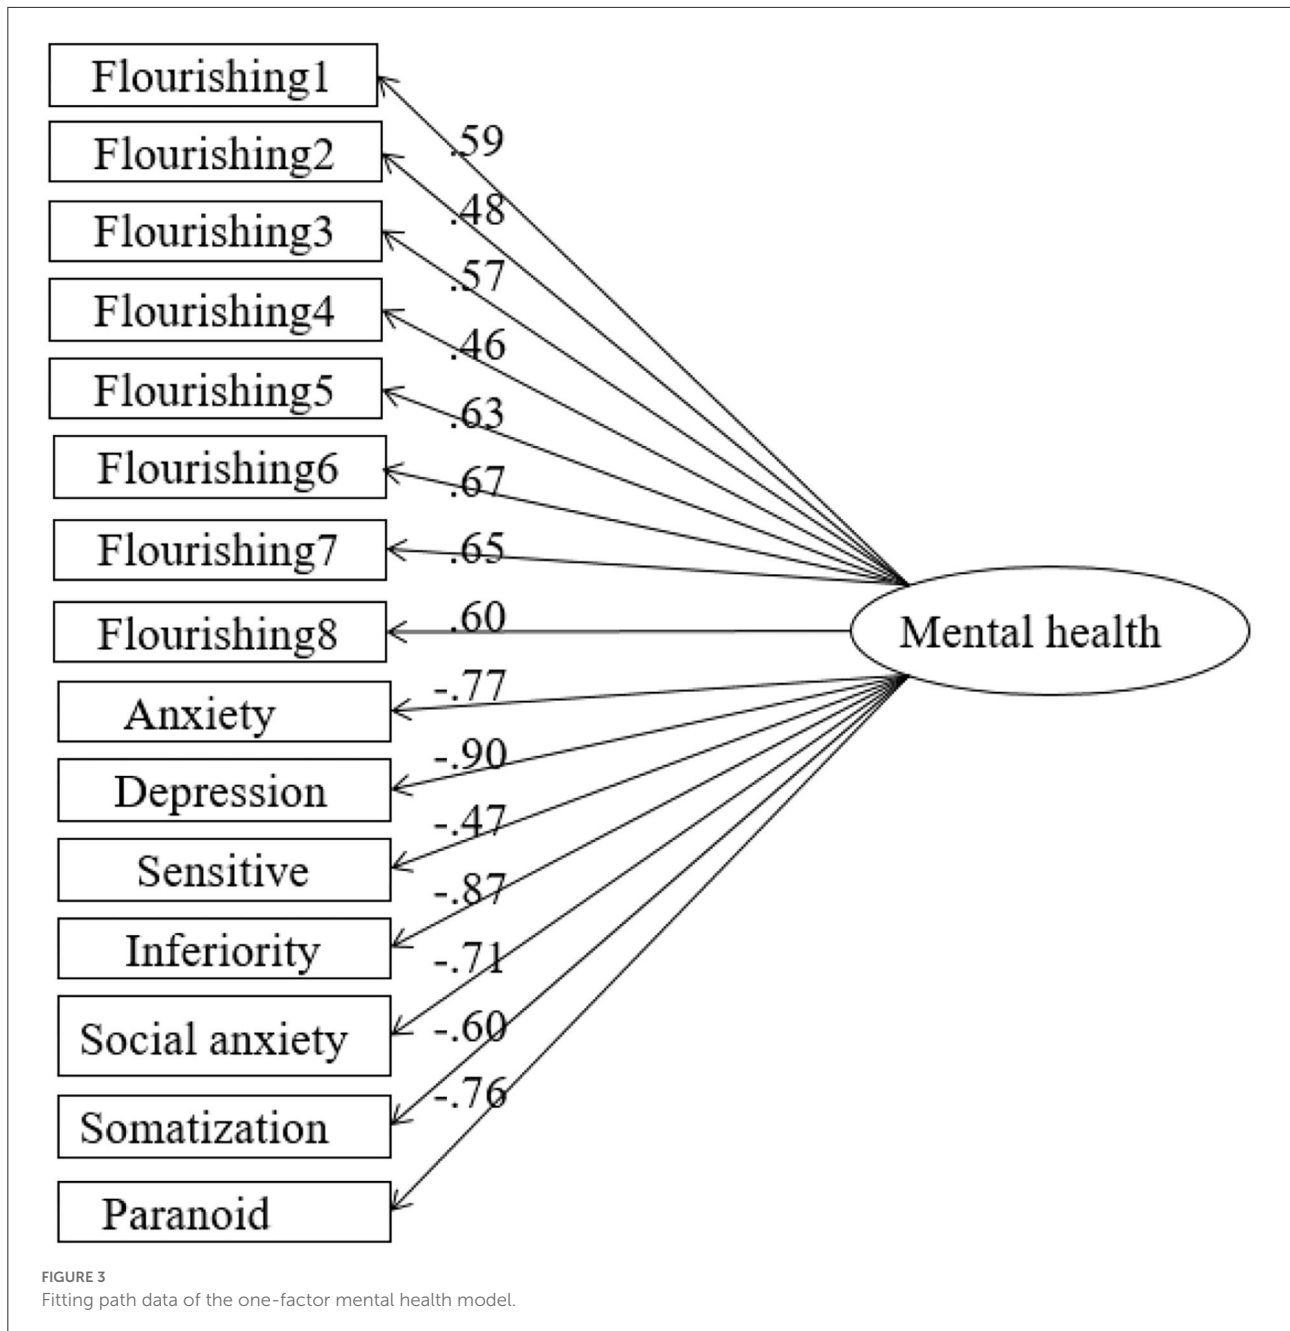 Flourishing1
.59
Flourishing2
.48
Flourishing3
.57
Flourishing4
.46
Flourishing5
.63
Flourishing6
.67
Flourishing7
.65
Flourishing8
.60
Mental health
-.77
Anxiety
-.90
Depression
-.47
Sensitive
-.87
Inferiority
-.71
Social anxiety
-.60
Somatization
-.76
Paranoid
FIGURE 3
Fitting path data of the one-factor mental health model.